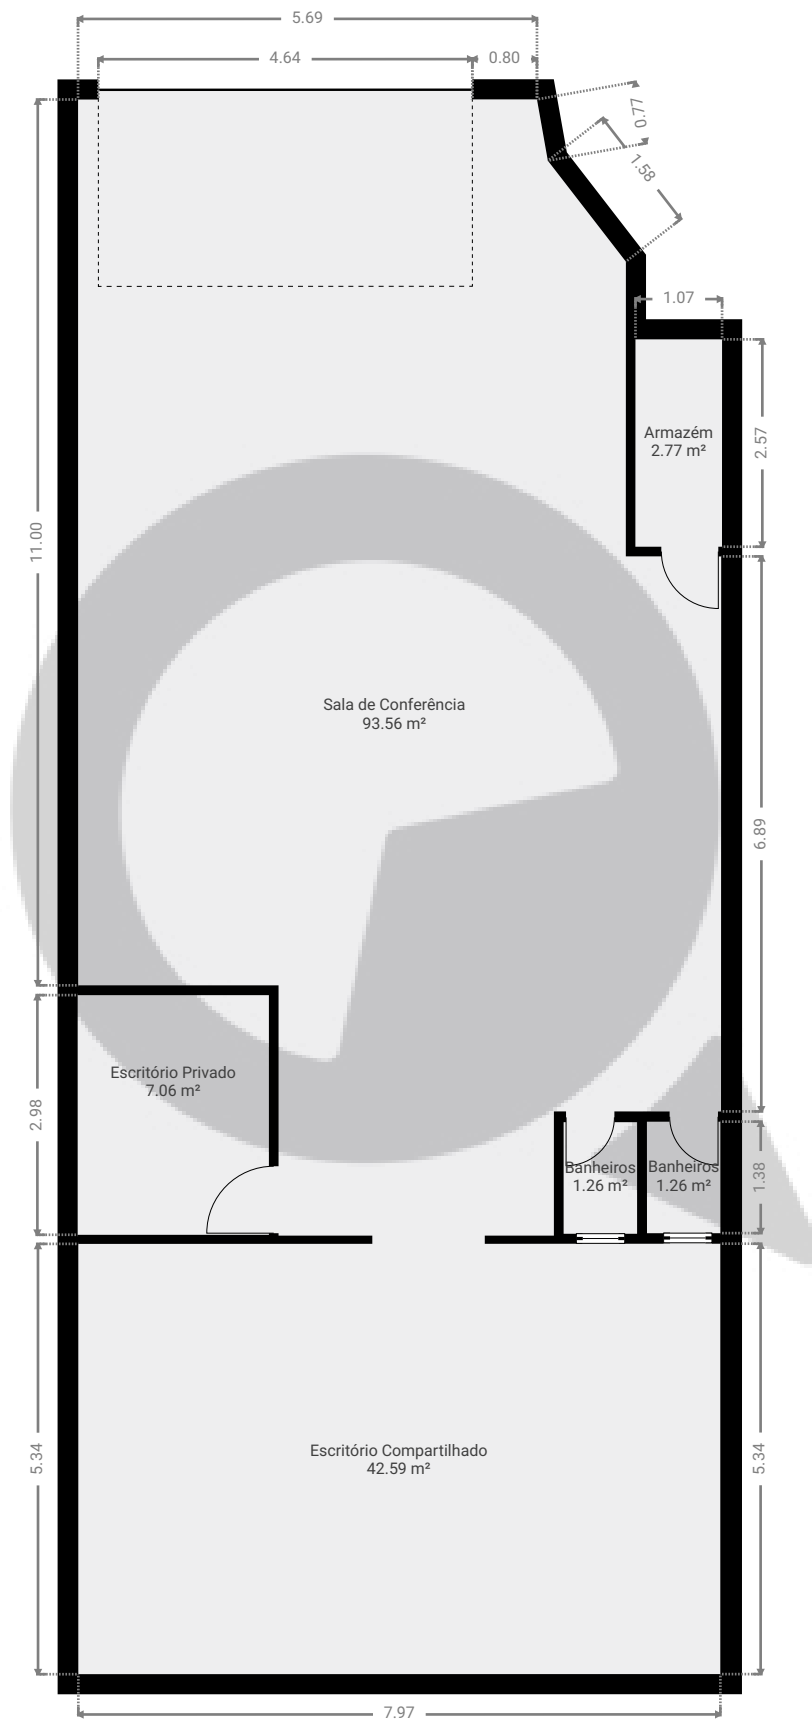 5.69
4.64
0.80
0.77
1.58
1.07
Armazém
2.77 m²
2.57
11.00
Sala de Conferência
93.56 m²
6.89
Escritório Privado
7.06 m²
2.98
Banheiros
1.26 m²
Banheiros
1.26 m²
1.38
Escritório Compartilhado
42.59 m²
5.34
5.34
7.97